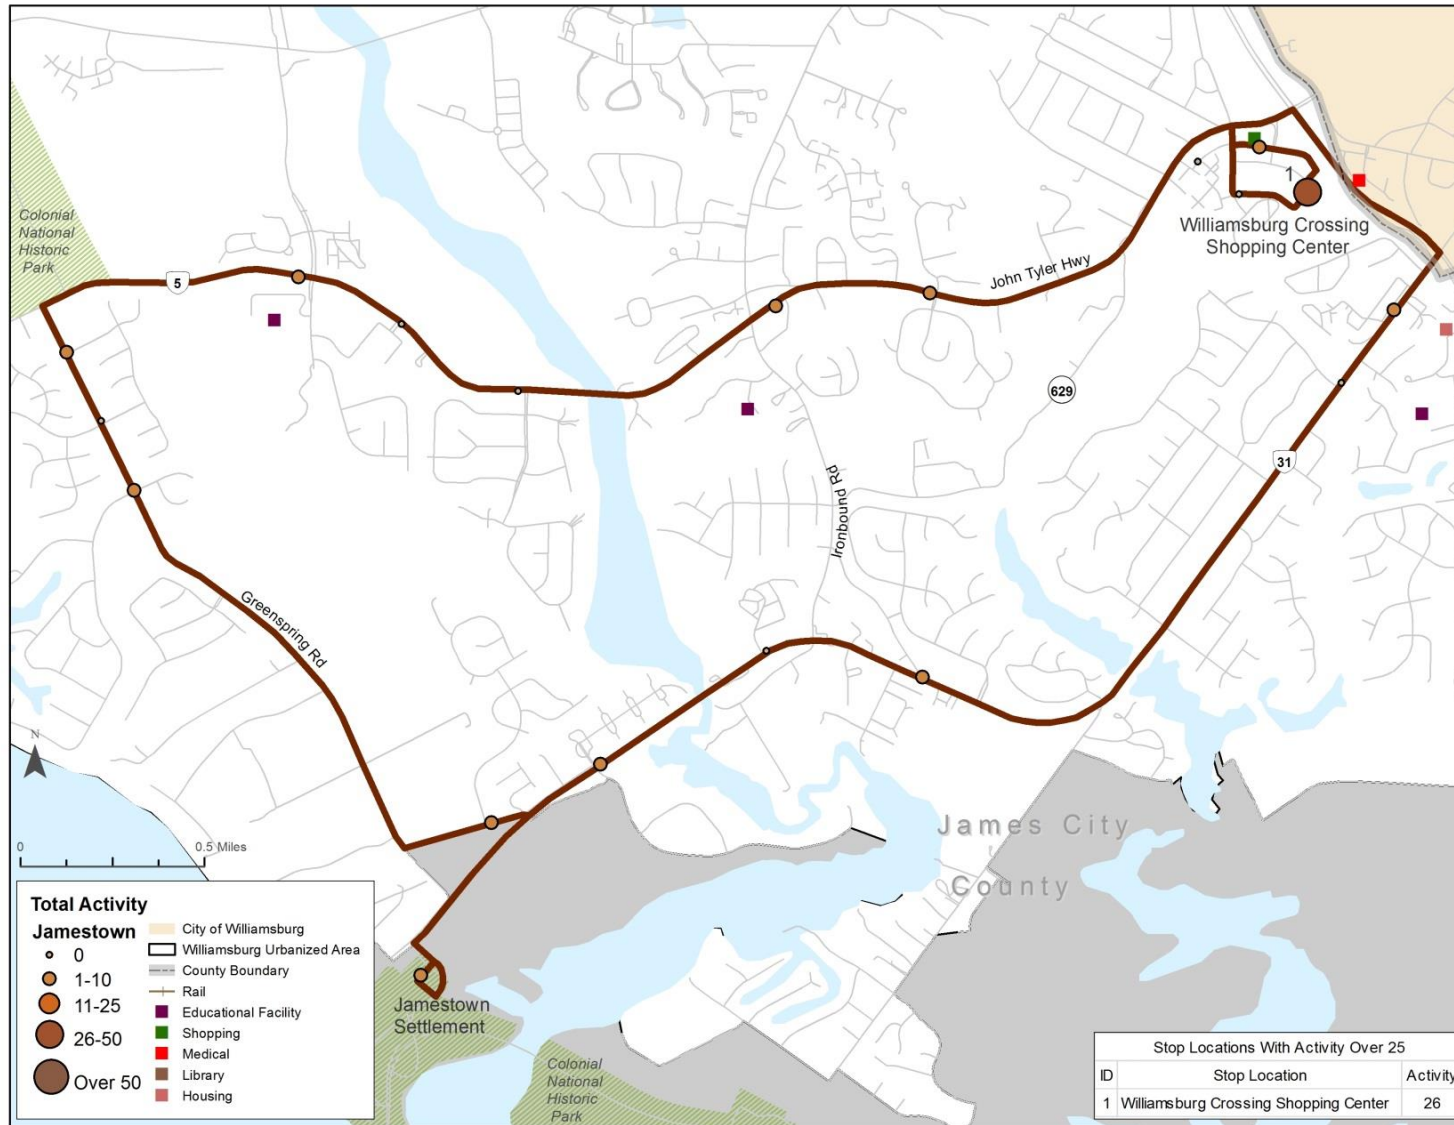 1
Williamsburg Crossing
Shopping Center
Colonial
National
Historic
Park
5
John Tyler Hwy
629
31
Ironbound Rd
Greenspring Rd
N
0 0.5 Miles
James City
County
Jamestown
Settlement
Colonial
National
Historic
Park
Total Activity
Jamestown
0
1-10
11-25
26-50
Over 50
City of Williamsburg
Williamsburg Urbanized Area
County Boundary
Rail
Educational Facility
Shopping
Medical
Library
Housing
Stop Locations With Activity Over 25
ID Stop Location Activity
1 Williamsburg Crossing Shopping Center 26